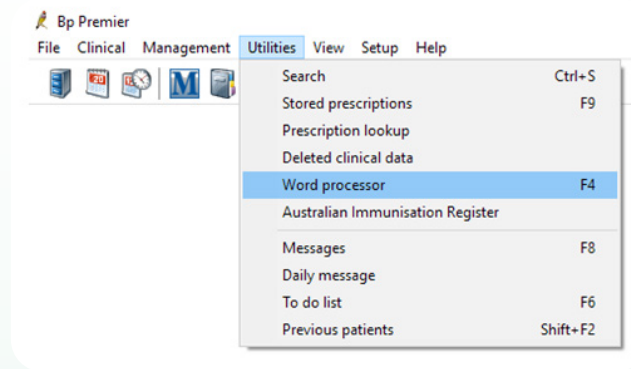 Bp Premier
File Clinical Management Utilities View Setup Help
20 M
Search Ctrl+S
Stored prescriptions F9
Prescription lookup
Deleted clinical data
Word processor F4
Australian Immunisation Register
Messages F8
Daily message
To do list F6
Previous patients Shift+F2